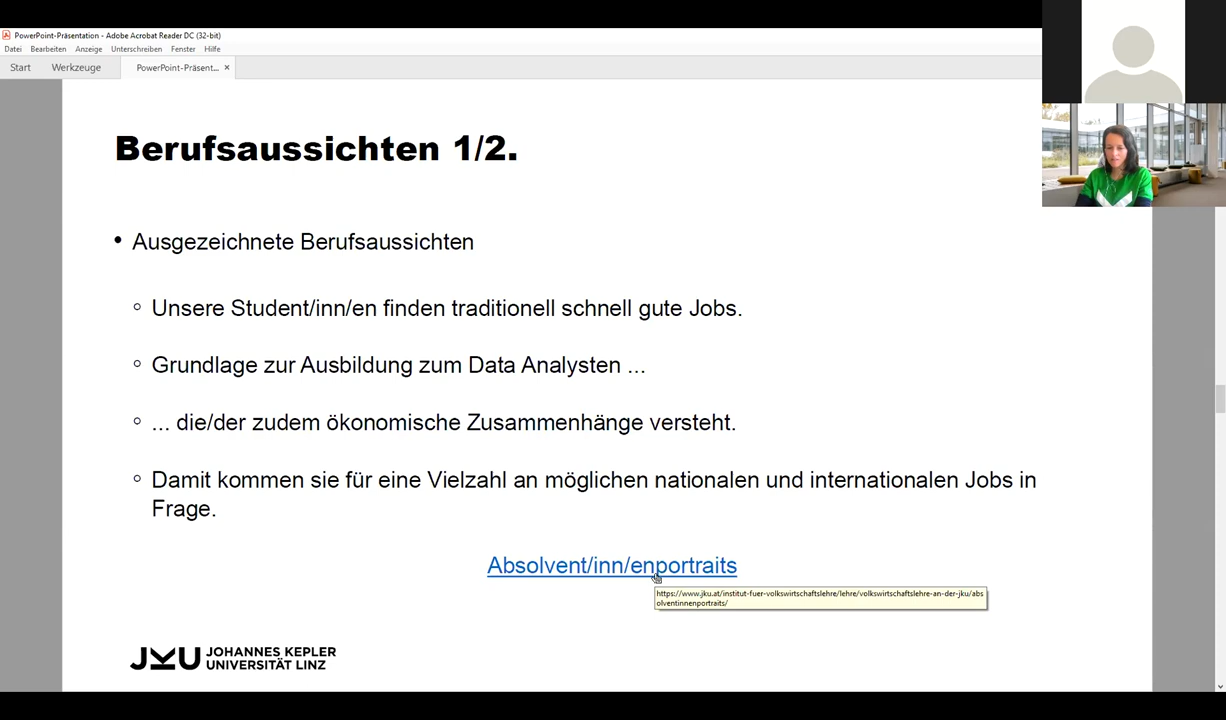 PowerPoint-Präsentation - Adobe Acrobat Reader DC (32-bit)
Datei Bearbeiten Anzeige Unterschreiben Fenster Hilfe
Start Werkzeuge PowerPoint-Präsent... ×
Berufsaussichten 1/2.
• Ausgezeichnete Berufsaussichten
○ Unsere Student/inn/en finden traditionell schnell gute Jobs.
○ Grundlage zur Ausbildung zum Data Analysten ...
○ ... die/der zudem ökonomische Zusammenhänge versteht.
○ Damit kommen sie für eine Vielzahl an möglichen nationalen und internationalen Jobs in
Frage.
Absolvent/inn/enportraits
https://www.jku.at/institut-fuer-volkswirtschaftslehre/lehre/volkswirtschaftslehre-an-der-jku/abs
olventinnenportraits/
JKU JOHANNES KEPLER
UNIVERSITÄT LINZ